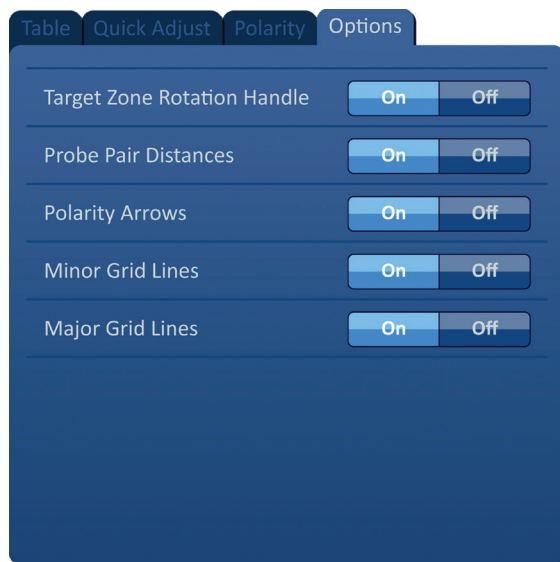 Table Quick Adjust Polarity Options
Target Zone Rotation Handle On Off
Probe Pair Distances On Off
Polarity Arrows On Off
Minor Grid Lines On Off
Major Grid Lines On Off